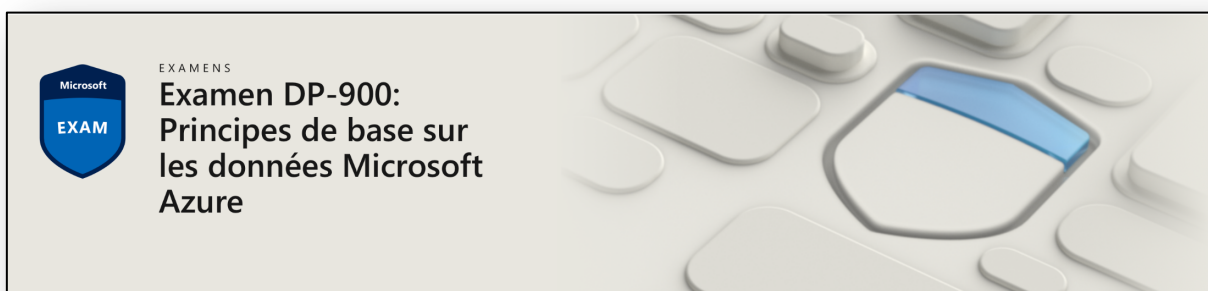 Microsoft
EXAM
EXAMENS
Examen DP-900:
Principes de base sur
les données Microsoft
Azure